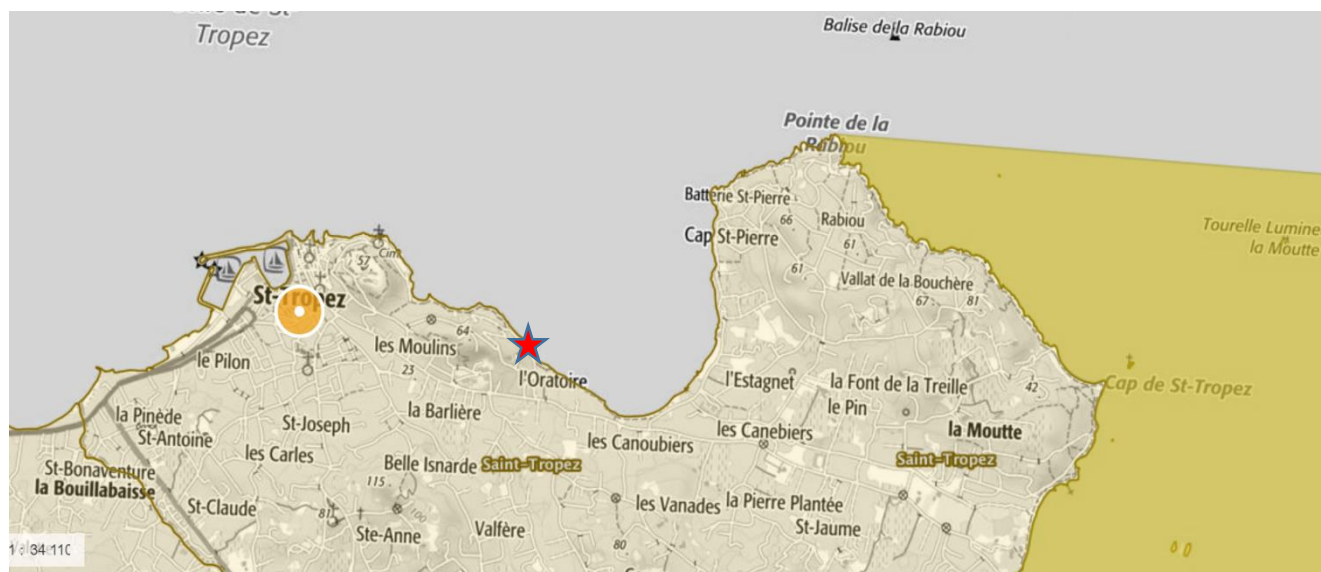 Tropez
Balise de la Rabiou
Pointe de la
Rabiou
Batterie St-Pierre
66
Rabiou
Cap St-Pierre
61
61
Tourelle Lumine
la Moutte
Vallat de la Bouchère
67
81
Cim
57
St-Tropez
64
les Moulins
le Pilon
23
l'Oratoire
l'Estagnet
la Font de la Treille
42
Cap de St-Tropez
la Pinède
la Barlière
le Pin
St-Antoine
St-Joseph
les Canoubiers
les Canebiers
la Moutte
les Carles
Belle Isnarde
Saint-Tropez
Saint-Tropez
St-Bonaventure
la Bouillabaisse
115
100
St-Claude
81
Ste-Anne
Valfère
les Vanades
la Pierre Plantée
St-Jaume
80
1 : 34 110